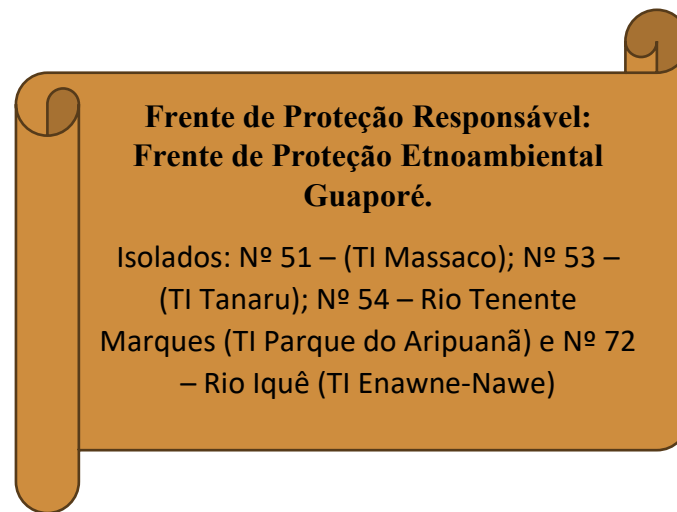 Frente de Proteção Responsável:
Frente de Proteção Etnoambiental
Guaporé.
Isolados: Nº 51 – (TI Massaco); Nº 53 –
(TI Tanaru); Nº 54 – Rio Tenente
Marques (TI Parque do Aripuanã) e Nº 72
– Rio Iquê (TI Enawne-Nawe)